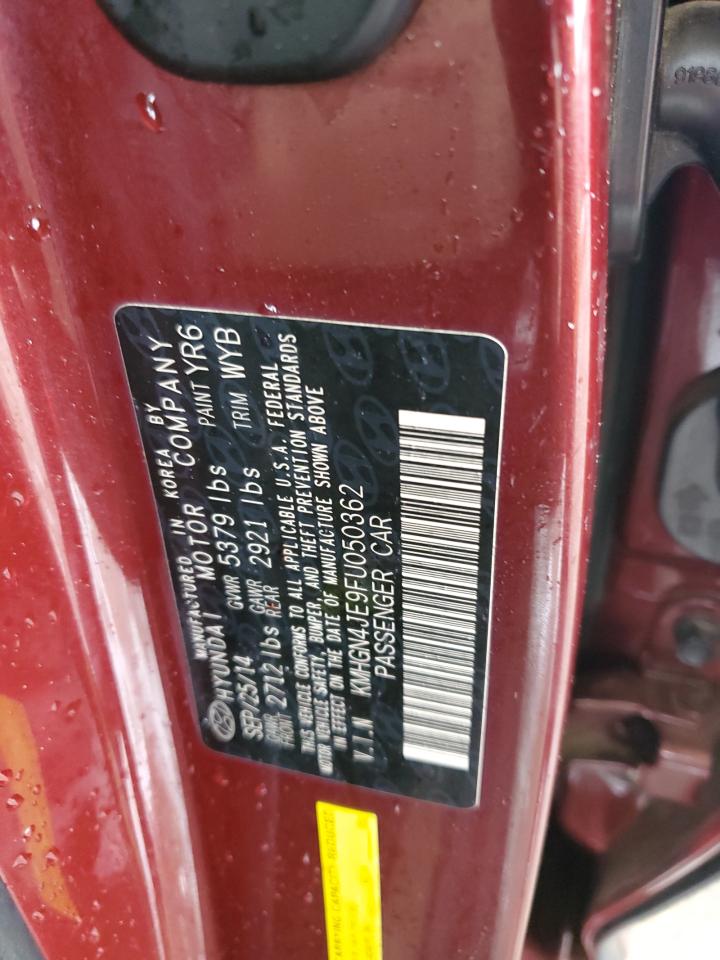 MANUFACTURED IN KOREA BY
HYUNDAI MOTOR COMPANY
SEP/25/14 GVWR 5379 lbs PAINT YR6
GAWR FRONT 2712 lbs GAWR REAR 2921 lbs TRIM WYB
THIS VEHICLE CONFORMS TO ALL APPLICABLE U.S.A. FEDERAL
MOTOR VEHICLE SAFETY, BUMPER, AND THEFT PREVENTION STANDARDS
IN EFFECT ON THE DATE OF MANUFACTURE SHOWN ABOVE
V.I.N KMHGN4JE9FU050362
PASSENGER CAR
CAPACITY REDUCED